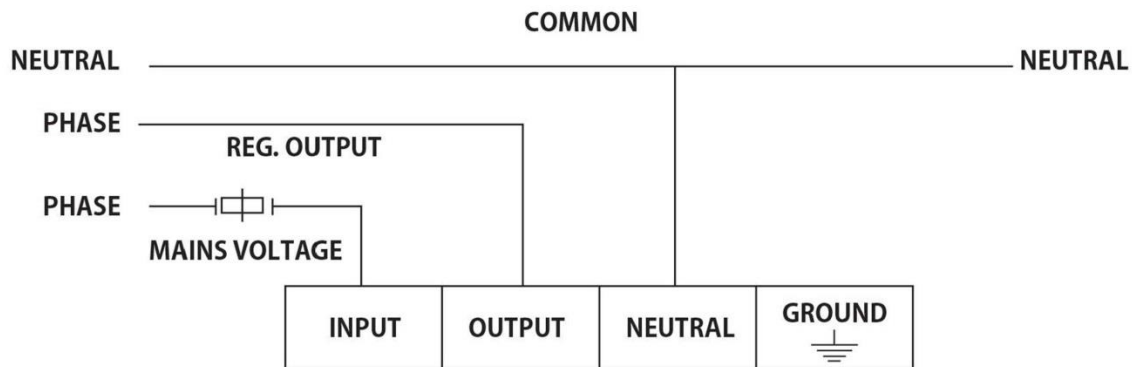 COMMON
NEUTRAL
NEUTRAL
PHASE
REG. OUTPUT
PHASE
MAINS VOLTAGE
INPUT
OUTPUT
NEUTRAL
GROUND